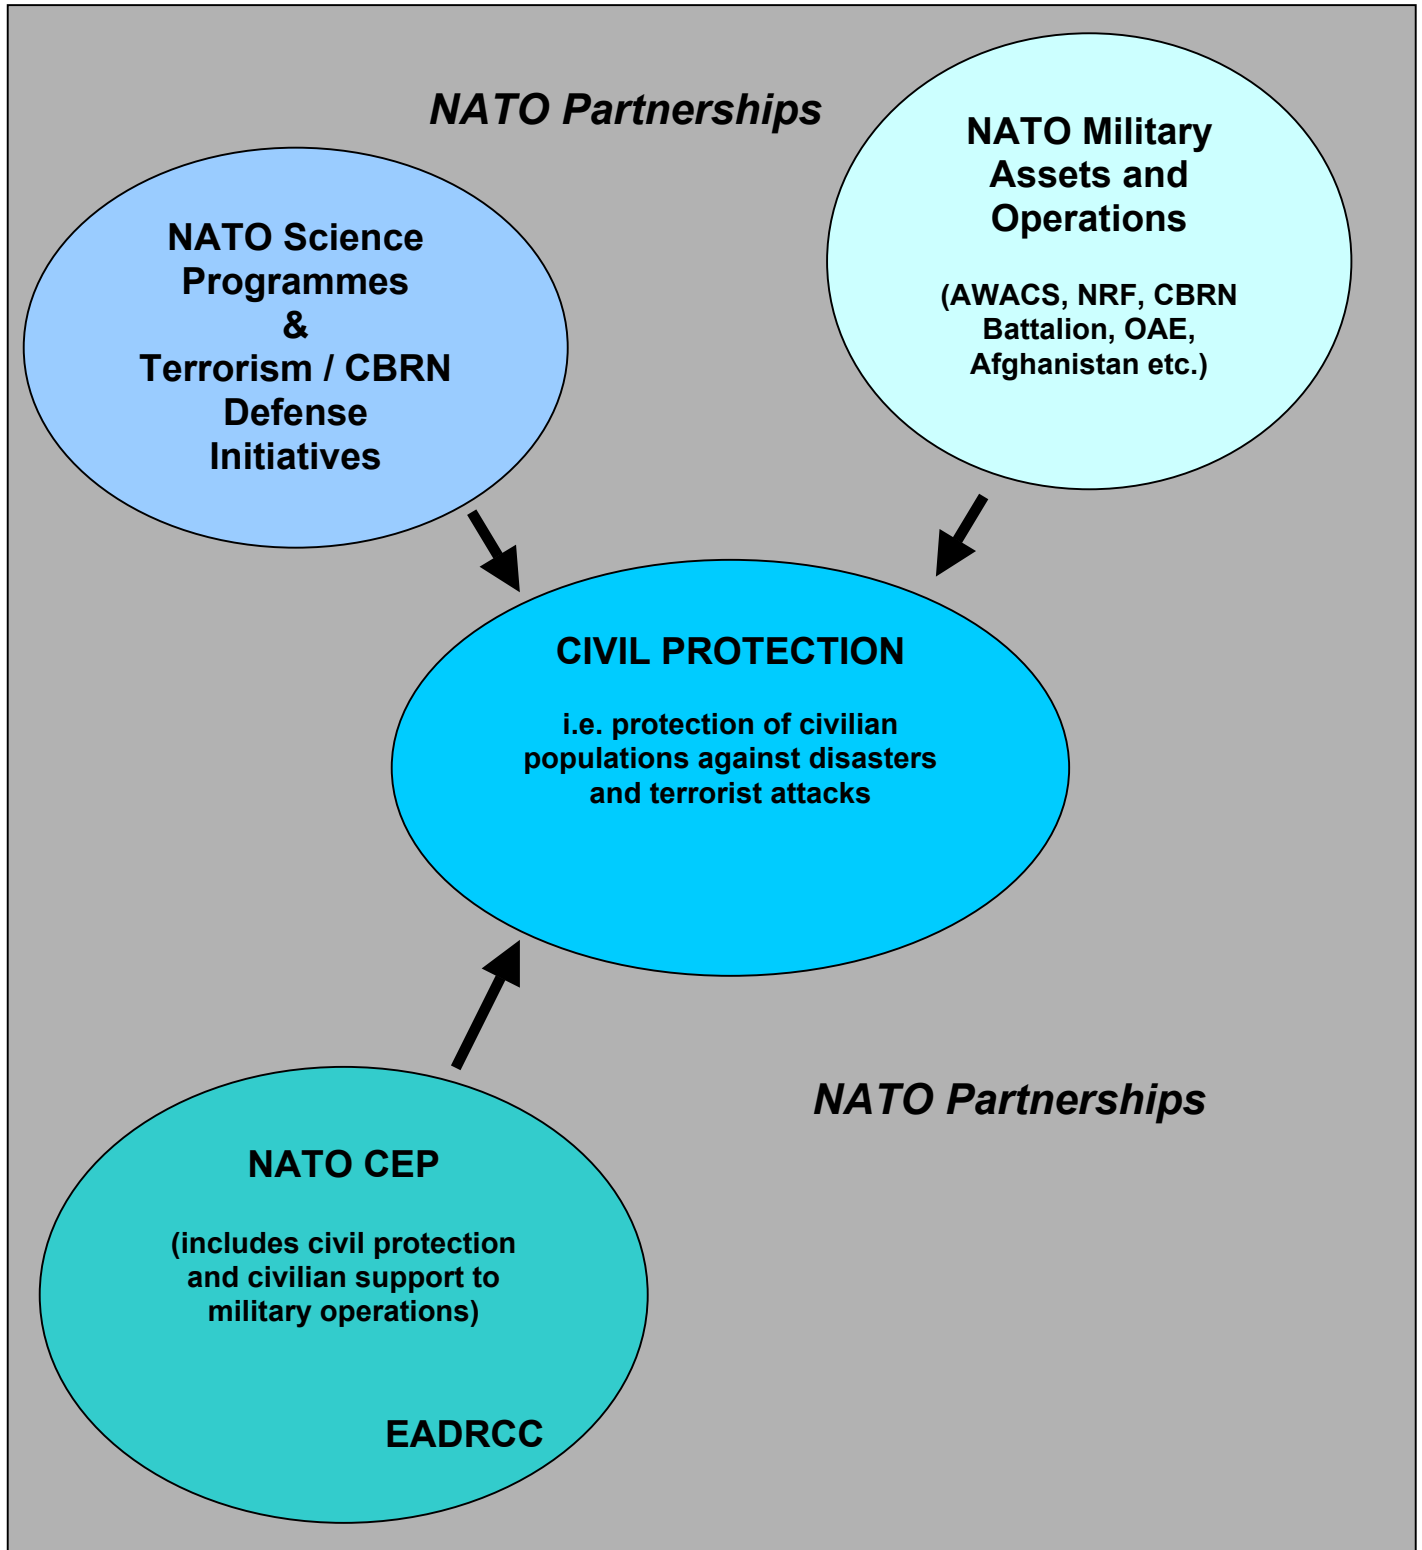 NATO Partnerships
NATO Science
Programmes
&
Terrorism / CBRN
Defense
Initiatives
NATO Military
Assets and
Operations
(AWACS, NRF, CBRN
Battalion, OAE,
Afghanistan etc.)
CIVIL PROTECTION
i.e. protection of civilian
populations against disasters
and terrorist attacks
NATO Partnerships
NATO CEP
(includes civil protection
and civilian support to
military operations)
EADRCC